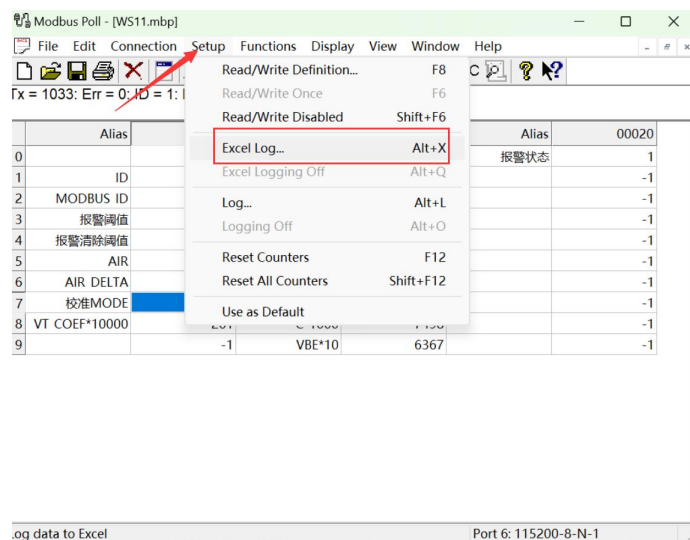 Modbus Poll - [WS11.mbp]
File Edit Connection Setup Functions Display View Window Help
Tx = 1033: Err = 0: ID = 1:
Read/Write Definition... F8
Read/Write Once F6
Read/Write Disabled Shift+F6
Excel Log... Alt+X
Excel Logging Off Alt+Q
Log... Alt+L
Logging Off Alt+O
Reset Counters F12
Reset All Counters Shift+F12
Use as Default
Alias Alias 00020
0 报警状态 1
1 ID -1
2 MODBUS ID -1
3 报警阈值 -1
4 报警清除阈值 -1
5 AIR -1
6 AIR DELTA -1
7 校准MODE -1
8 VT COEF*10000 -1
9 -1 VBE*10 6367 -1
Log data to Excel Port 6: 115200-8-N-1